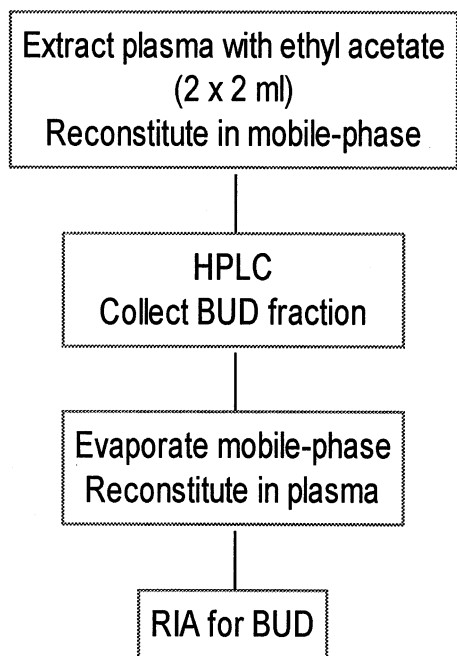 Extract plasma with ethyl acetate
(2 x 2 ml)
Reconstitute in mobile-phase
HPLC
Collect BUD fraction
Evaporate mobile-phase
Reconstitute in plasma
RIA for BUD